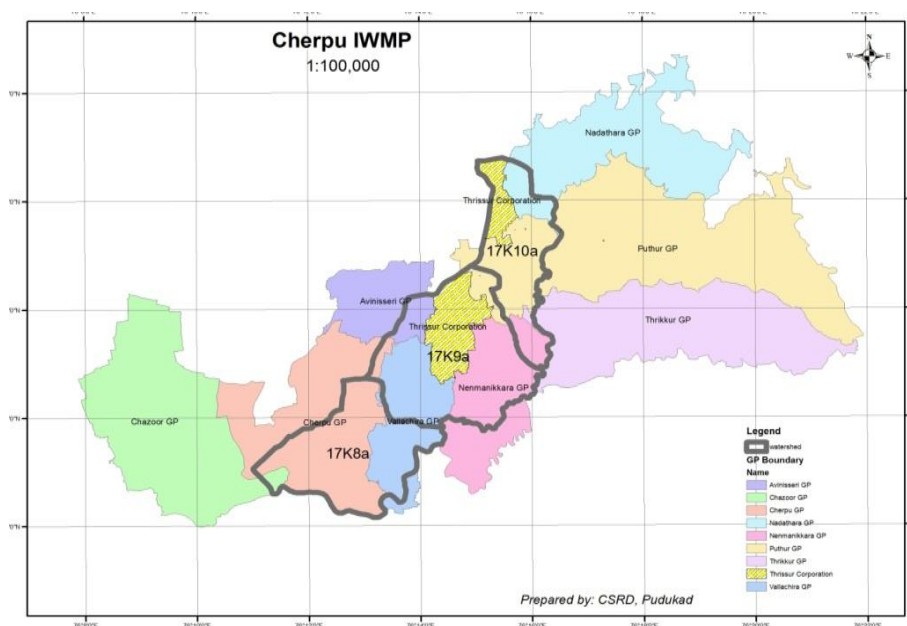 Cherpu IWMP
1:100,000
N
W
E
S
Nadathara GP
Thrissur Corporation
17K10a
Puthur GP
Avinisseri GP
Thrissur Corporation
Thrikkur GP
17K9a
Nenmanikkara GP
Chazoor GP
Cherpu GP
Vallachira GP
17K8a
Legend
watershed
GP Boundary
Name
Avinisseri GP
Chazoor GP
Cherpu GP
Nadathara GP
Nenmanikkara GP
Puthur GP
Thrikkur GP
Thrissur Corporation
Vallachira GP
Prepared by: CSRD, Pudukad